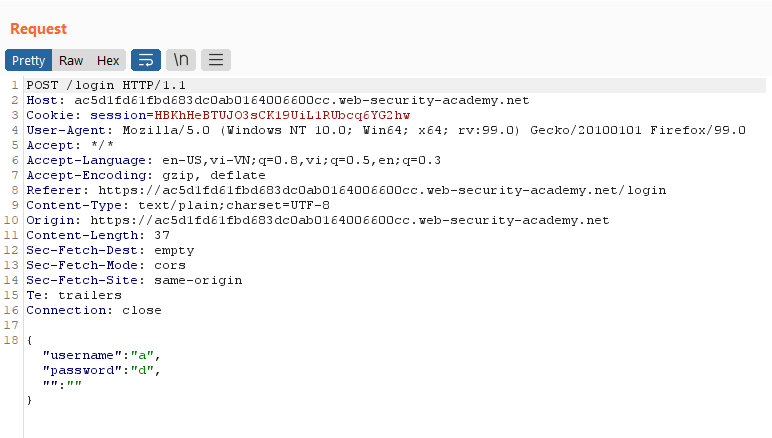 Request
Pretty Raw Hex \n
1 POST /login HTTP/1.1
2 Host: ac5d1fd61fbd683dc0ab0164006600cc.web-security-academy.net
3 Cookie: session=HBKhHeBTUJO3sCK19UiL1RUbcq6YG2hw
4 User-Agent: Mozilla/5.0 (Windows NT 10.0; Win64; x64; rv:99.0) Gecko/20100101 Firefox/99.0
5 Accept: */*
6 Accept-Language: en-US,vi-VN;q=0.8,vi;q=0.5,en;q=0.3
7 Accept-Encoding: gzip, deflate
8 Referer: https://ac5d1fd61fbd683dc0ab0164006600cc.web-security-academy.net/login
9 Content-Type: text/plain;charset=UTF-8
10 Origin: https://ac5d1fd61fbd683dc0ab0164006600cc.web-security-academy.net
11 Content-Length: 37
12 Sec-Fetch-Dest: empty
13 Sec-Fetch-Mode: cors
14 Sec-Fetch-Site: same-origin
15 Te: trailers
16 Connection: close
17
18 {
"username":"a",
"password":"d",
"":""
}